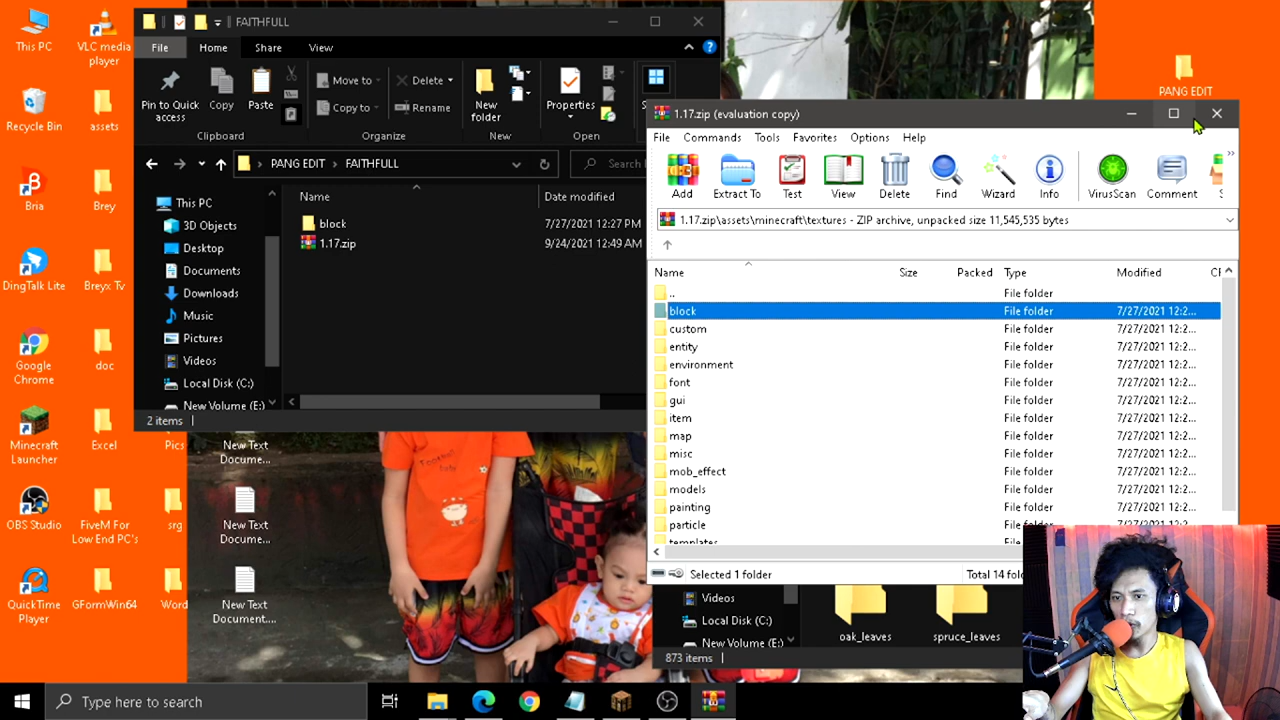 This PC
VLC media player
Recycle Bin
assets
Bria
Brey
DingTalk Lite
Breyx Tv
Google Chrome
doc
Minecraft Launcher
Excel
Pics
New Text Docume...
OBS Studio
FiveM For Low End PC's
srg
New Text Docume...
QuickTime Player
GFormWin64
Word
New Text Document....
PANG EDIT
FAITHFULL
File
Home
Share
View
Pin to Quick access
Copy
Paste
Move to
Copy to
Delete
Rename
New folder
Properties
Clipboard
Organize
New
Open
PANG EDIT
FAITHFULL
Search
Name
Date modified
This PC
3D Objects
Desktop
Documents
Downloads
Music
Pictures
Videos
Local Disk (C:)
New Volume (E:)
block 7/27/2021 12:27 PM
1.17.zip 9/24/2021 12:49 AM
2 items
1.17.zip (evaluation copy)
File Commands Tools Favorites Options Help
Add Extract To Test View Delete Find Wizard Info VirusScan Comment S
1.17.zip\assets\minecraft\textures - ZIP archive, unpacked size 11,545,535 bytes
Name Size Packed Type Modified
.. File folder
block File folder 7/27/2021 12:2...
custom File folder 7/27/2021 12:2...
entity File folder 7/27/2021 12:2...
environment File folder 7/27/2021 12:2...
font File folder 7/27/2021 12:2...
gui File folder 7/27/2021 12:2...
item File folder 7/27/2021 12:2...
map File folder 7/27/2021 12:2...
misc File folder 7/27/2021 12:2...
mob_effect File folder 7/27/2021 12:2...
models File folder 7/27/2021 12:2...
painting File folder 7/27/2021 12:2...
particle File folder 7/27/2021 12:2...
templates
Selected 1 folder
Total 14 fold
Videos
Local Disk (C:)
New Volume (E:)
oak_leaves
spruce_leaves
873 items
Type here to search